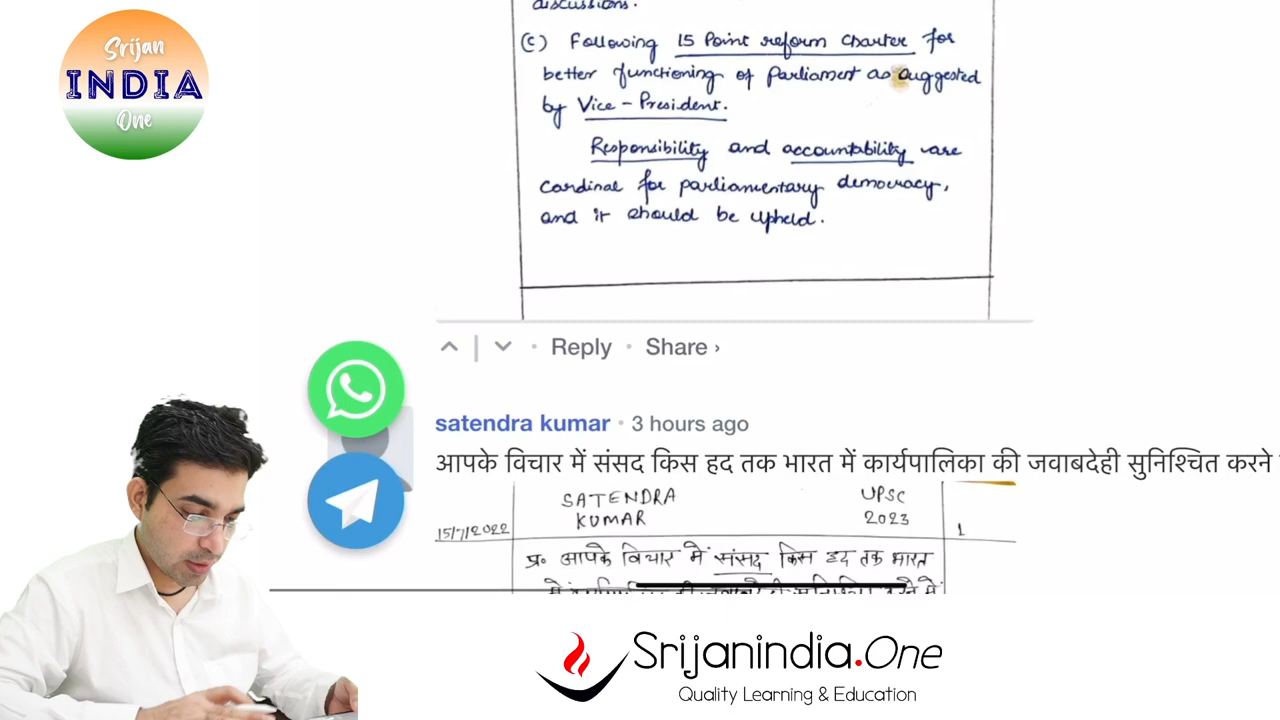 Srijan
INDIA
One
discussions.
(c) Following 15 Point reform charter for
better functioning of Parliament as suggested
by Vice - President.
Responsibility and accountability are
cardinal for parliamentary democracy,
and it should be upheld.
Reply • Share ›
satendra kumar • 3 hours ago
आपके विचार में संसद किस हद तक भारत में कार्यपालिका की जवाबदेही सुनिश्चित करने
SATENDRA UPSC
KUMAR 2023
15/7/2022 1
प्र० आपके विचार में संसद किस हद तक भारत
Srijanindia.One
Quality Learning & Education